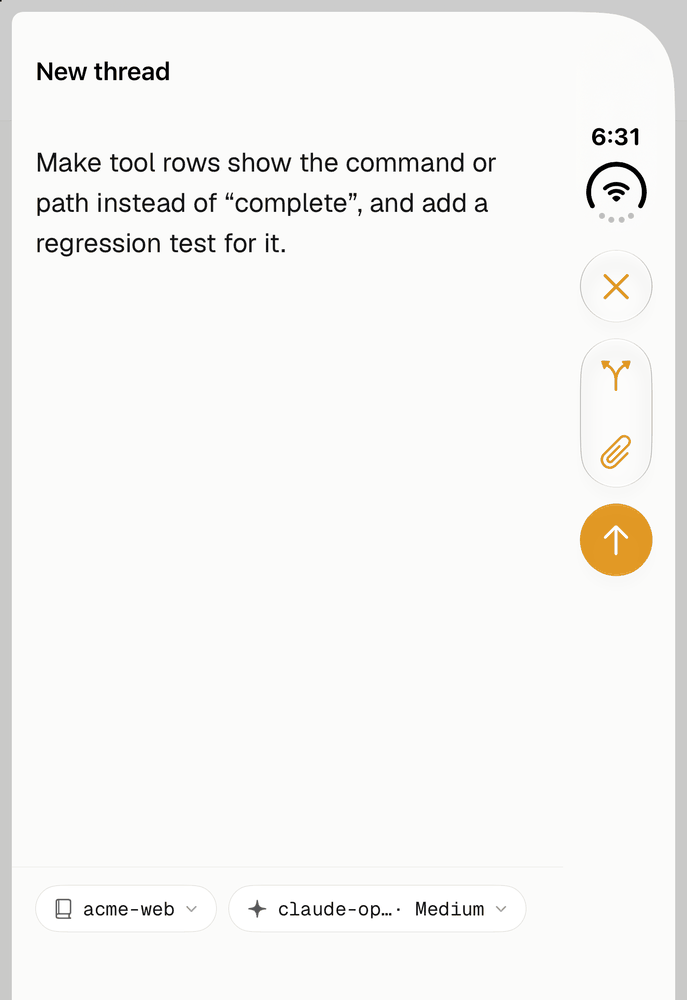 New thread
6:31
Make tool rows show the command or
path instead of “complete”, and add a
regression test for it.
acme-web
claude-op…· Medium